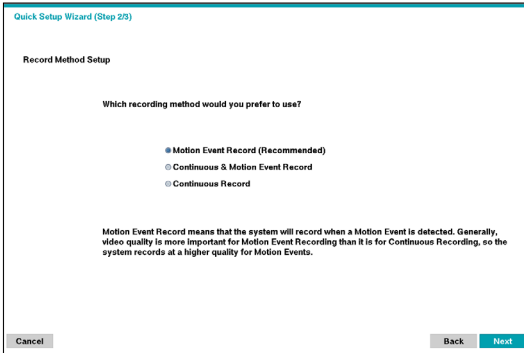 Quick Setup Wizard (Step 2/3)
Record Method Setup
Which recording method would you prefer to use?
Motion Event Record (Recommended)
Continuous & Motion Event Record
Continuous Record
Motion Event Record means that the system will record when a Motion Event is detected. Generally,
video quality is more important for Motion Event Recording than it is for Continuous Recording, so the
system records at a higher quality for Motion Events.
Cancel Back Next